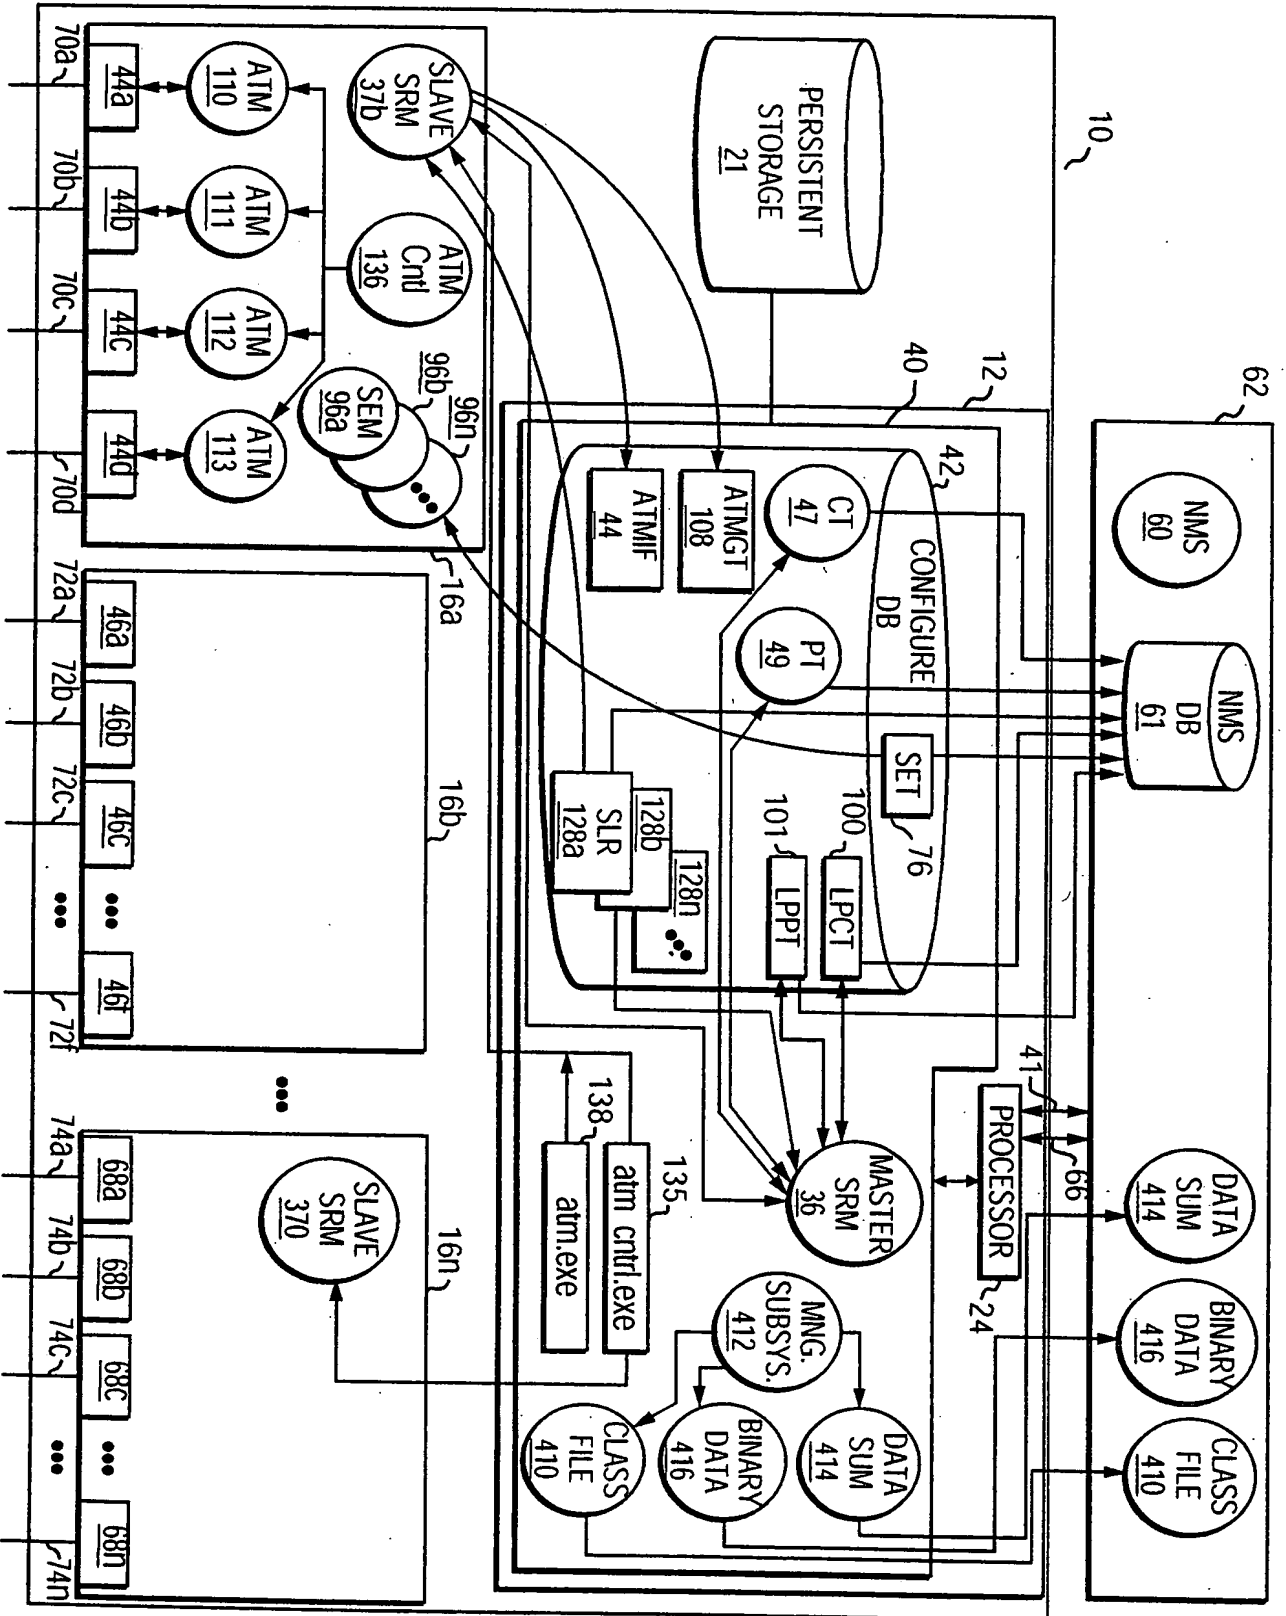 62
NMS
60
NMS
DB
61
DATA
SUM
414
BINARY
DATA
416
CLASS
FILE
410
10
12
40
42
41
66
PROCESSOR
24
PERSISTENT
STORAGE
21
CONFIGURE
DB
SET
76
CT
47
PT
49
100
LPCT
101
LPPT
ATMGT
108
ATMIF
44
SLR
128a
128b
128n
•••
MASTER
SRM
36
MNG.
SUBSYS.
412
DATA
SUM
414
BINARY
DATA
416
CLASS
FILE
410
135
atm cntrl.exe
138
atm.exe
SLAVE
SRM
37b
ATM
Cntl
136
SEM
96a
96b
96n
•••
ATM
110
ATM
111
ATM
112
ATM
113
44a
44b
44c
44d
70a
70b
70c
70d
16a
16b
46a
46b
46c
•••
46f
72a
72b
72c
•••
72f
•••
16n
SLAVE
SRM
370
68a
68b
68c
•••
68n
74a
74b
74c
•••
74n